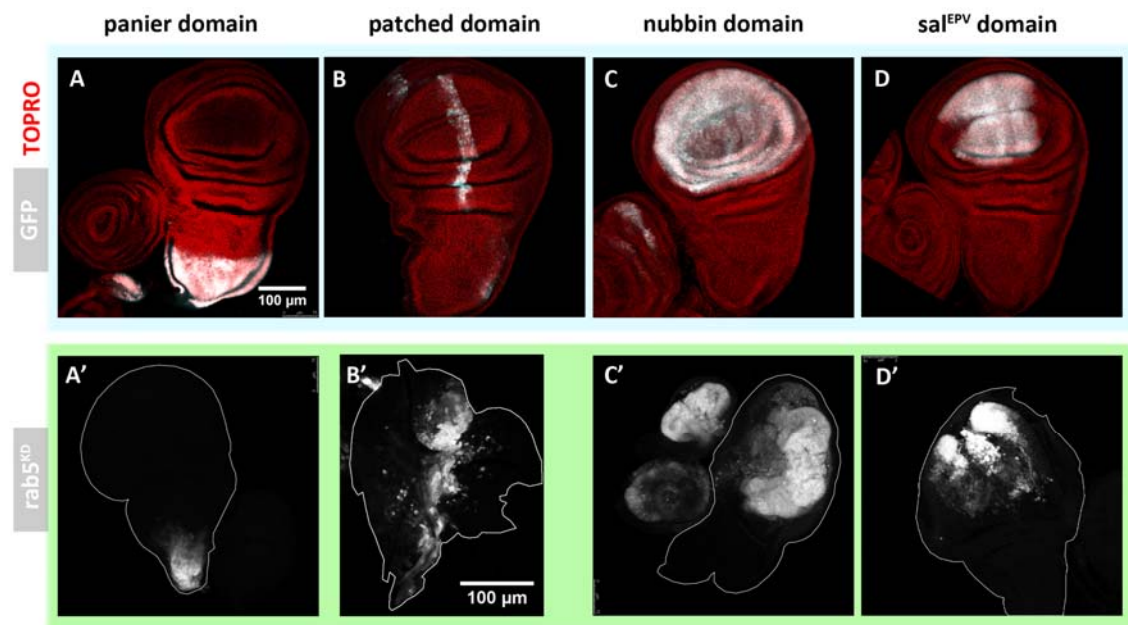 panier domain
patched domain
nubbin domain
sal^EPV domain
TOPRO
GFP
A
B
C
D
100 µm
rab5^KD
A’
B’
C’
D’
100 µm